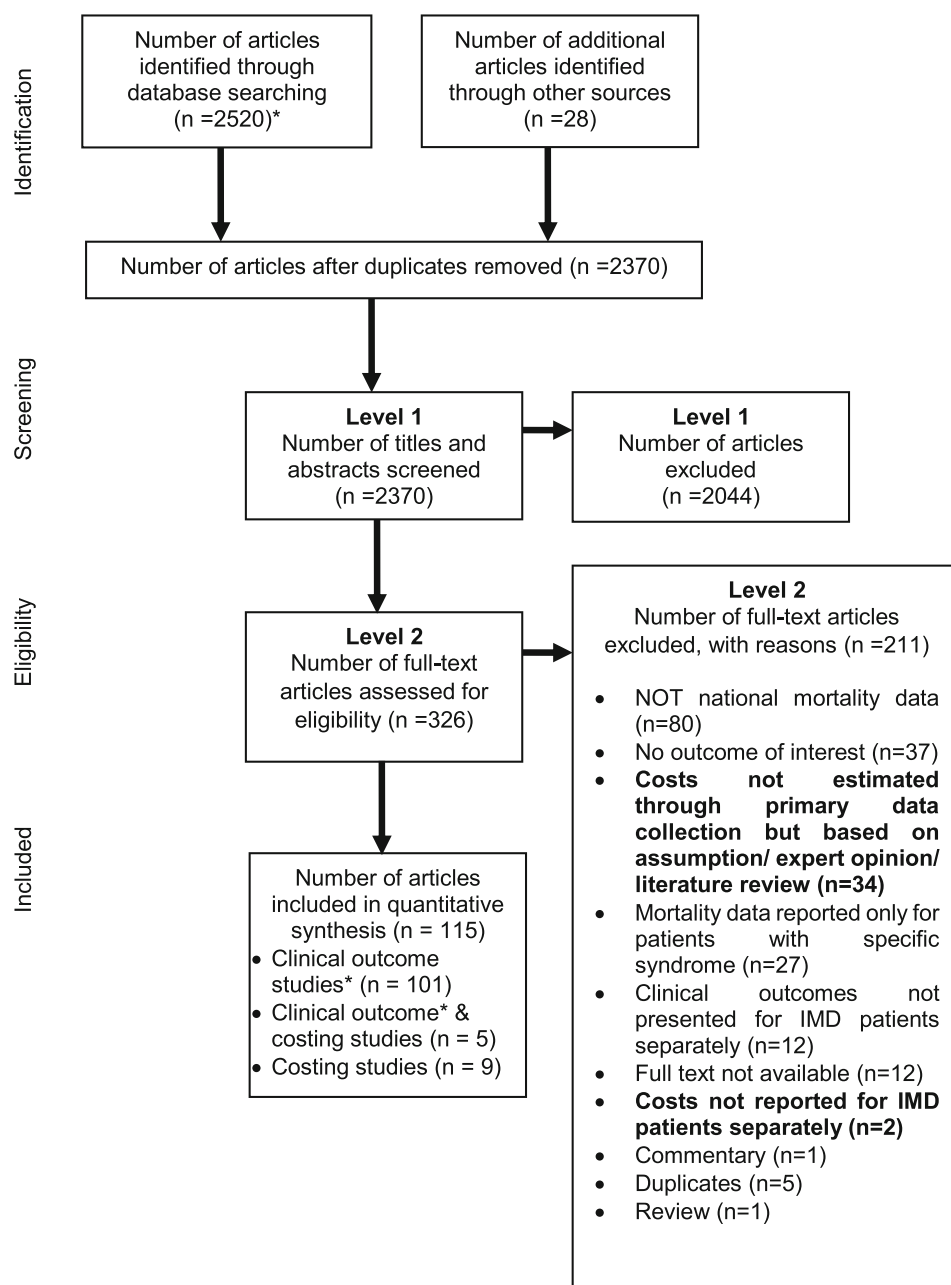 Identification
Number of articles
identified through
database searching
(n =2520)*
Number of additional
articles identified
through other sources
(n =28)
Number of articles after duplicates removed (n =2370)
Screening
Level 1
Number of titles and
abstracts screened
(n =2370)
Level 1
Number of articles
excluded
(n =2044)
Eligibility
Level 2
Number of full-text
articles assessed for
eligibility (n =326)
Level 2
Number of full-text articles
excluded, with reasons (n =211)
• NOT national mortality data
(n=80)
• No outcome of interest (n=37)
• Costs not estimated
through primary data
collection but based on
assumption/ expert opinion/
literature review (n=34)
• Mortality data reported only for
patients with specific
syndrome (n=27)
• Clinical outcomes not
presented for IMD patients
separately (n=12)
• Full text not available (n=12)
• Costs not reported for IMD
patients separately (n=2)
• Commentary (n=1)
• Duplicates (n=5)
• Review (n=1)
Included
Number of articles
included in quantitative
synthesis (n = 115)
• Clinical outcome
studies* (n = 101)
• Clinical outcome* &
costing studies (n = 5)
• Costing studies (n = 9)